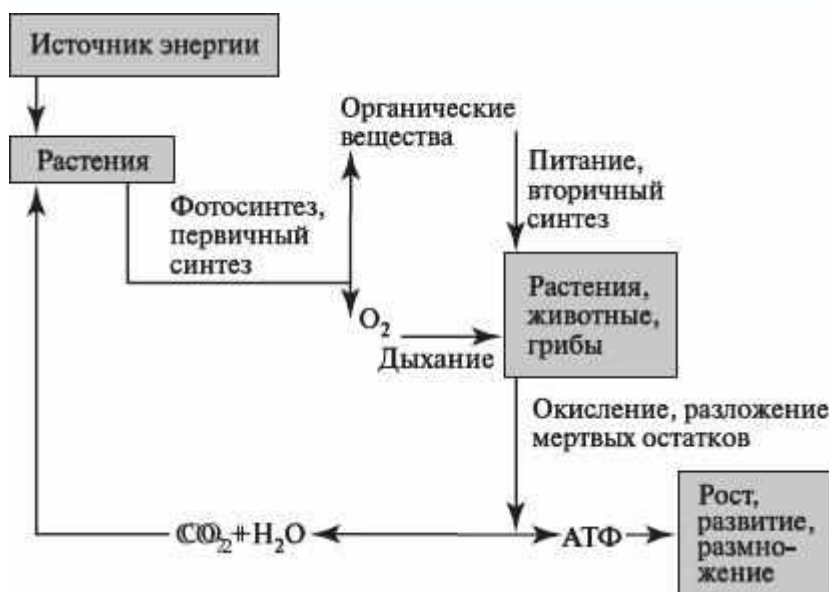 Источник энергии
Растения
Органические
вещества
Питание,
вторичный
синтез
Фотосинтез,
первичный
синтез
O₂
Дыхание
Растения,
животные,
грибы
Окисление, разложение
мертвых остатков
CO₂+H₂O
АТФ
Рост,
развитие,
размно-
жение